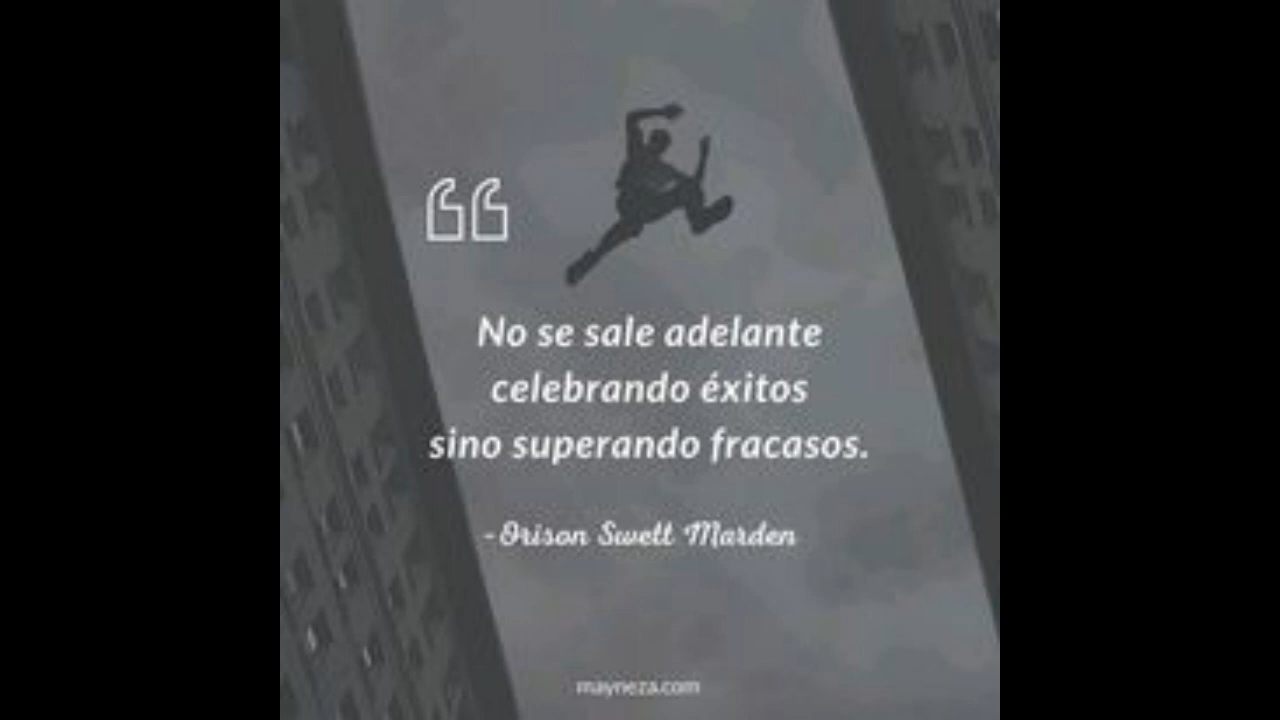 No se sale adelante
celebrando éxitos
sino superando fracasos.
-Orison Swett Marden
mayneza.com